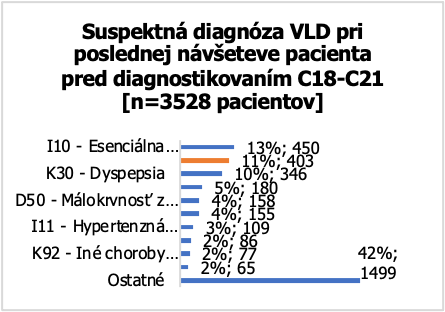 Suspektná diagnóza VLD pri
poslednej návšeteve pacienta
pred diagnostikovaním C18-C21
[n=3528 pacientov]
I10 - Esenciálna... 13%; 450
11%; 403
K30 - Dyspepsia 10%; 346
5%; 180
D50 - Málokrvnosť z... 4%; 158
4%; 155
I11 - Hypertenzná... 3%; 109
2%; 86
K92 - Iné choroby... 2%; 77
2%; 65
Ostatné 42%;
1499